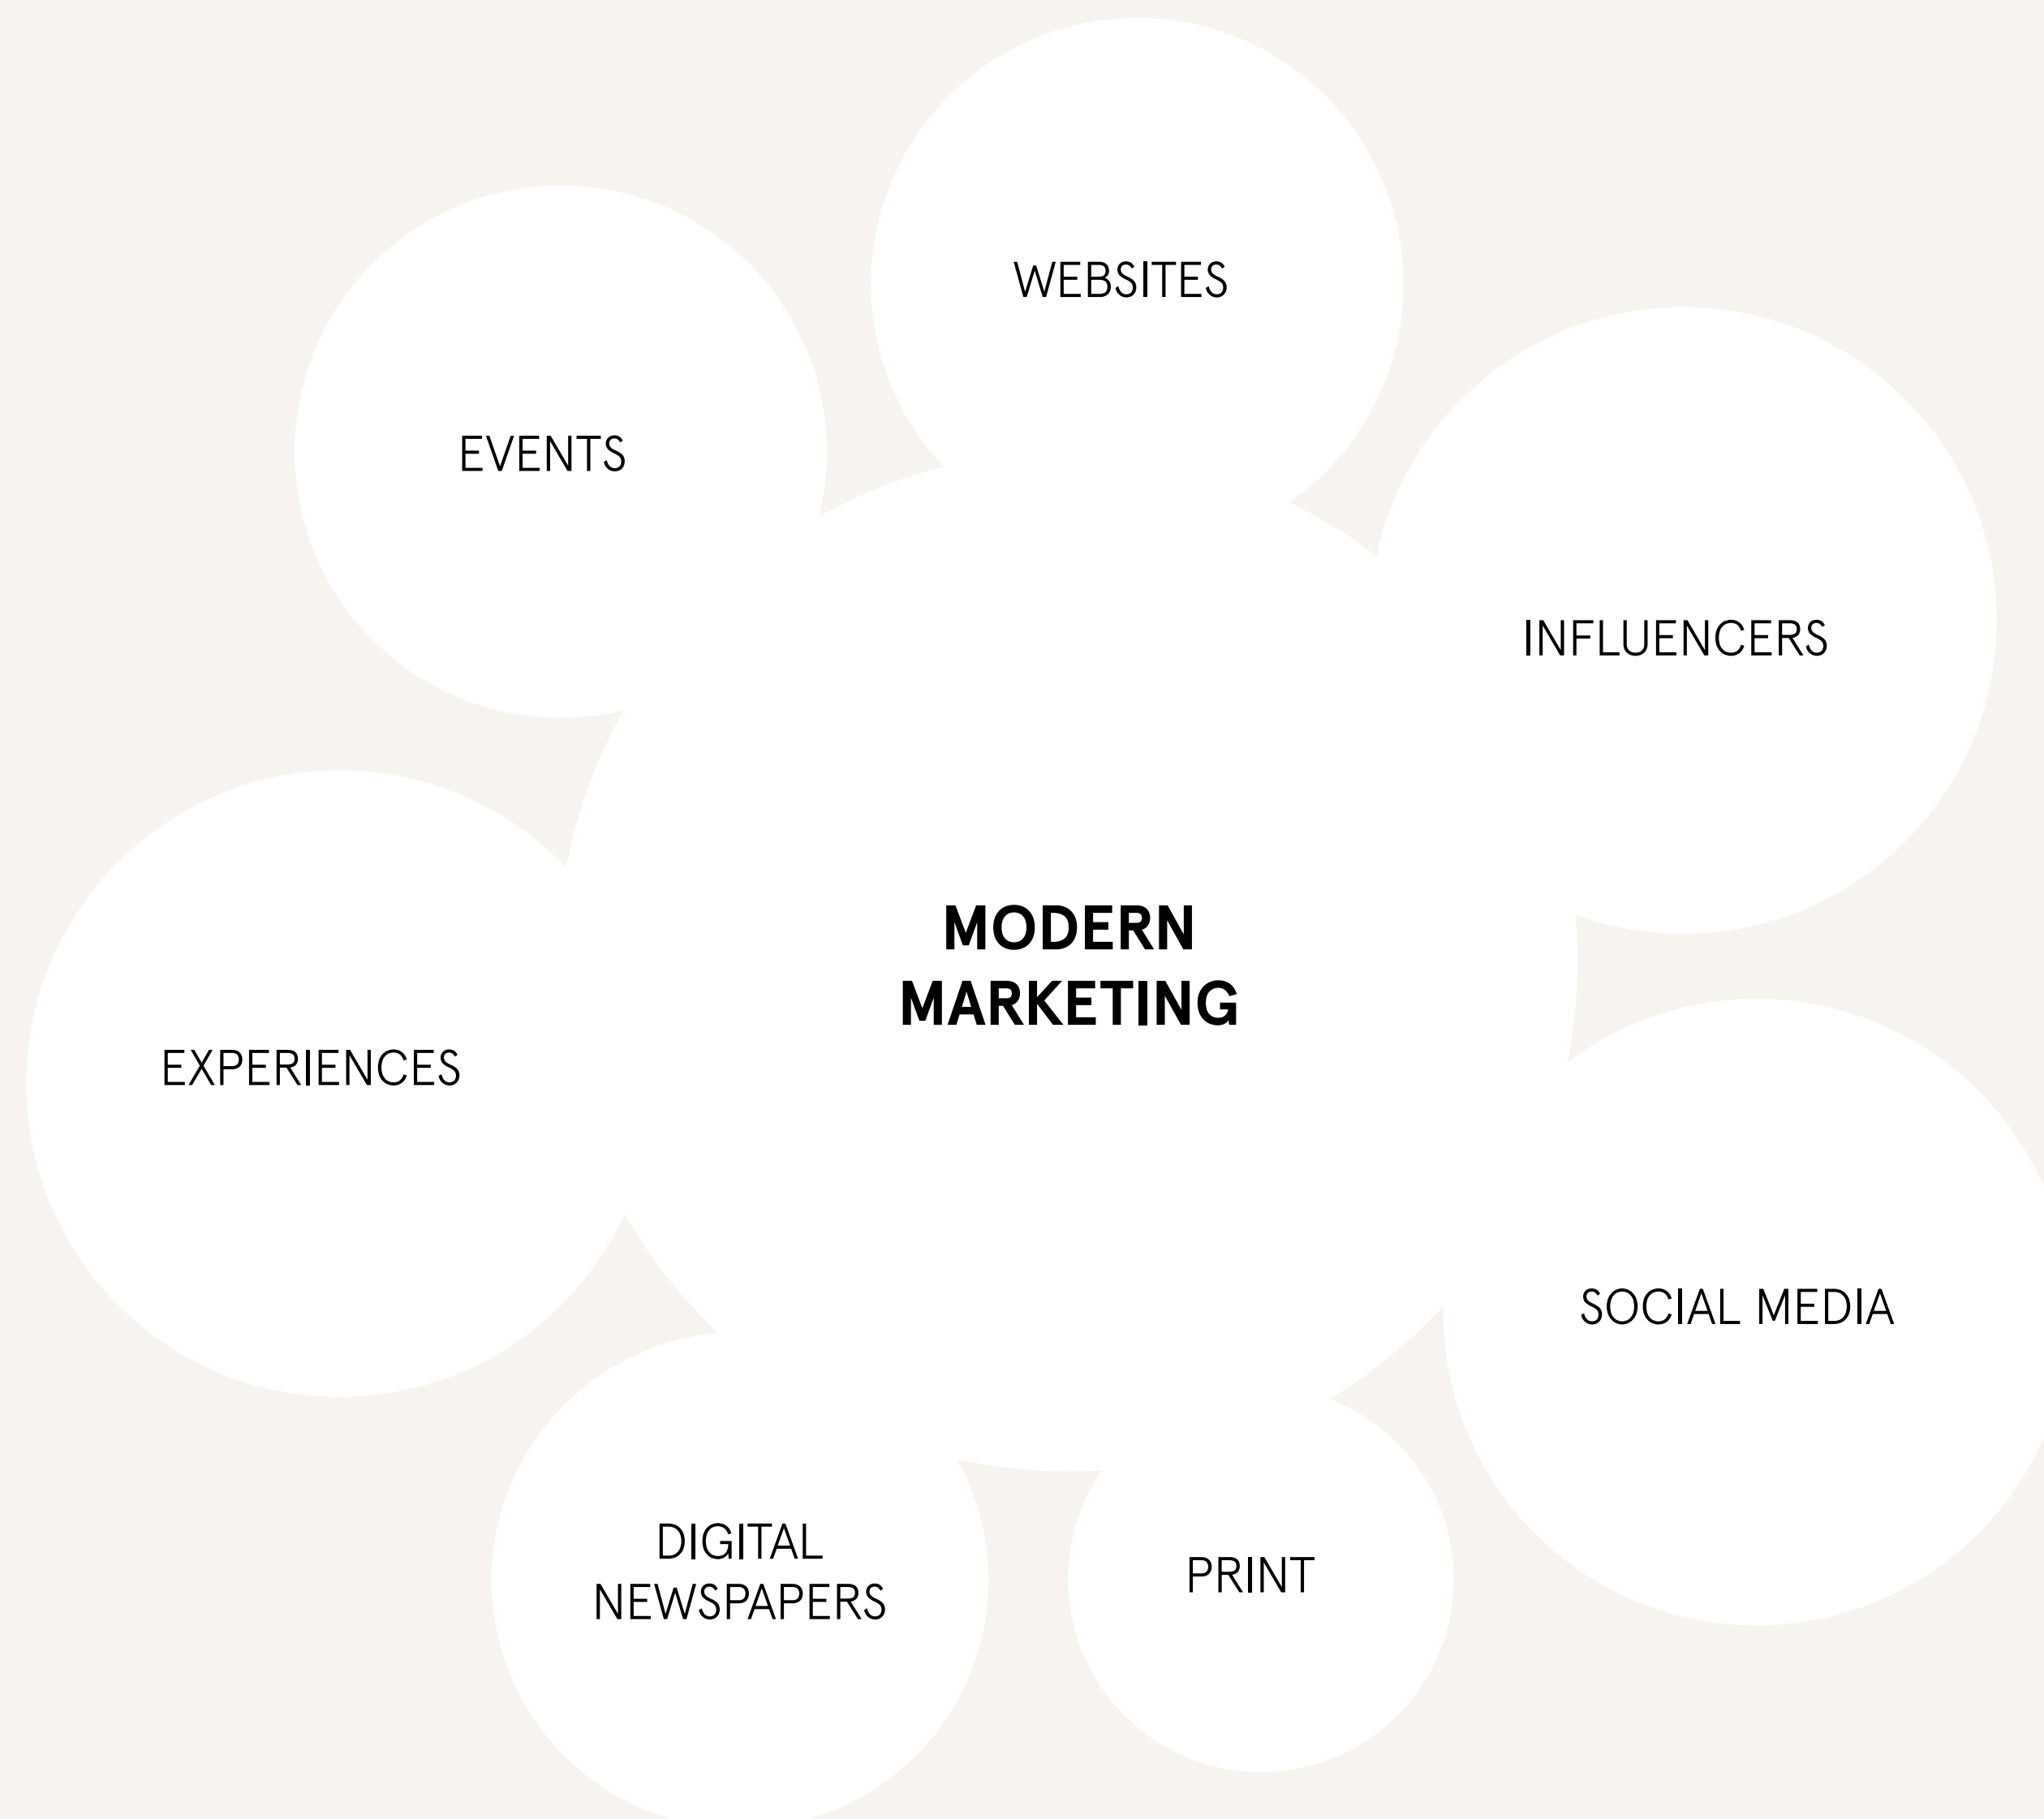 WEBSITES
EVENTS
INFLUENCERS
MODERN
MARKETING
EXPERIENCES
SOCIAL MEDIA
DIGITAL
NEWSPAPERS
PRINT